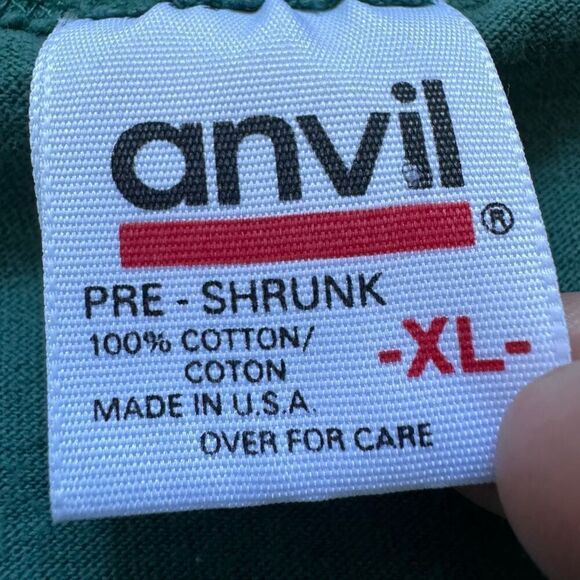 anvil
®
PRE - SHRUNK
100% COTTON/
COTON
-XL-
MADE IN U.S.A.
OVER FOR CARE